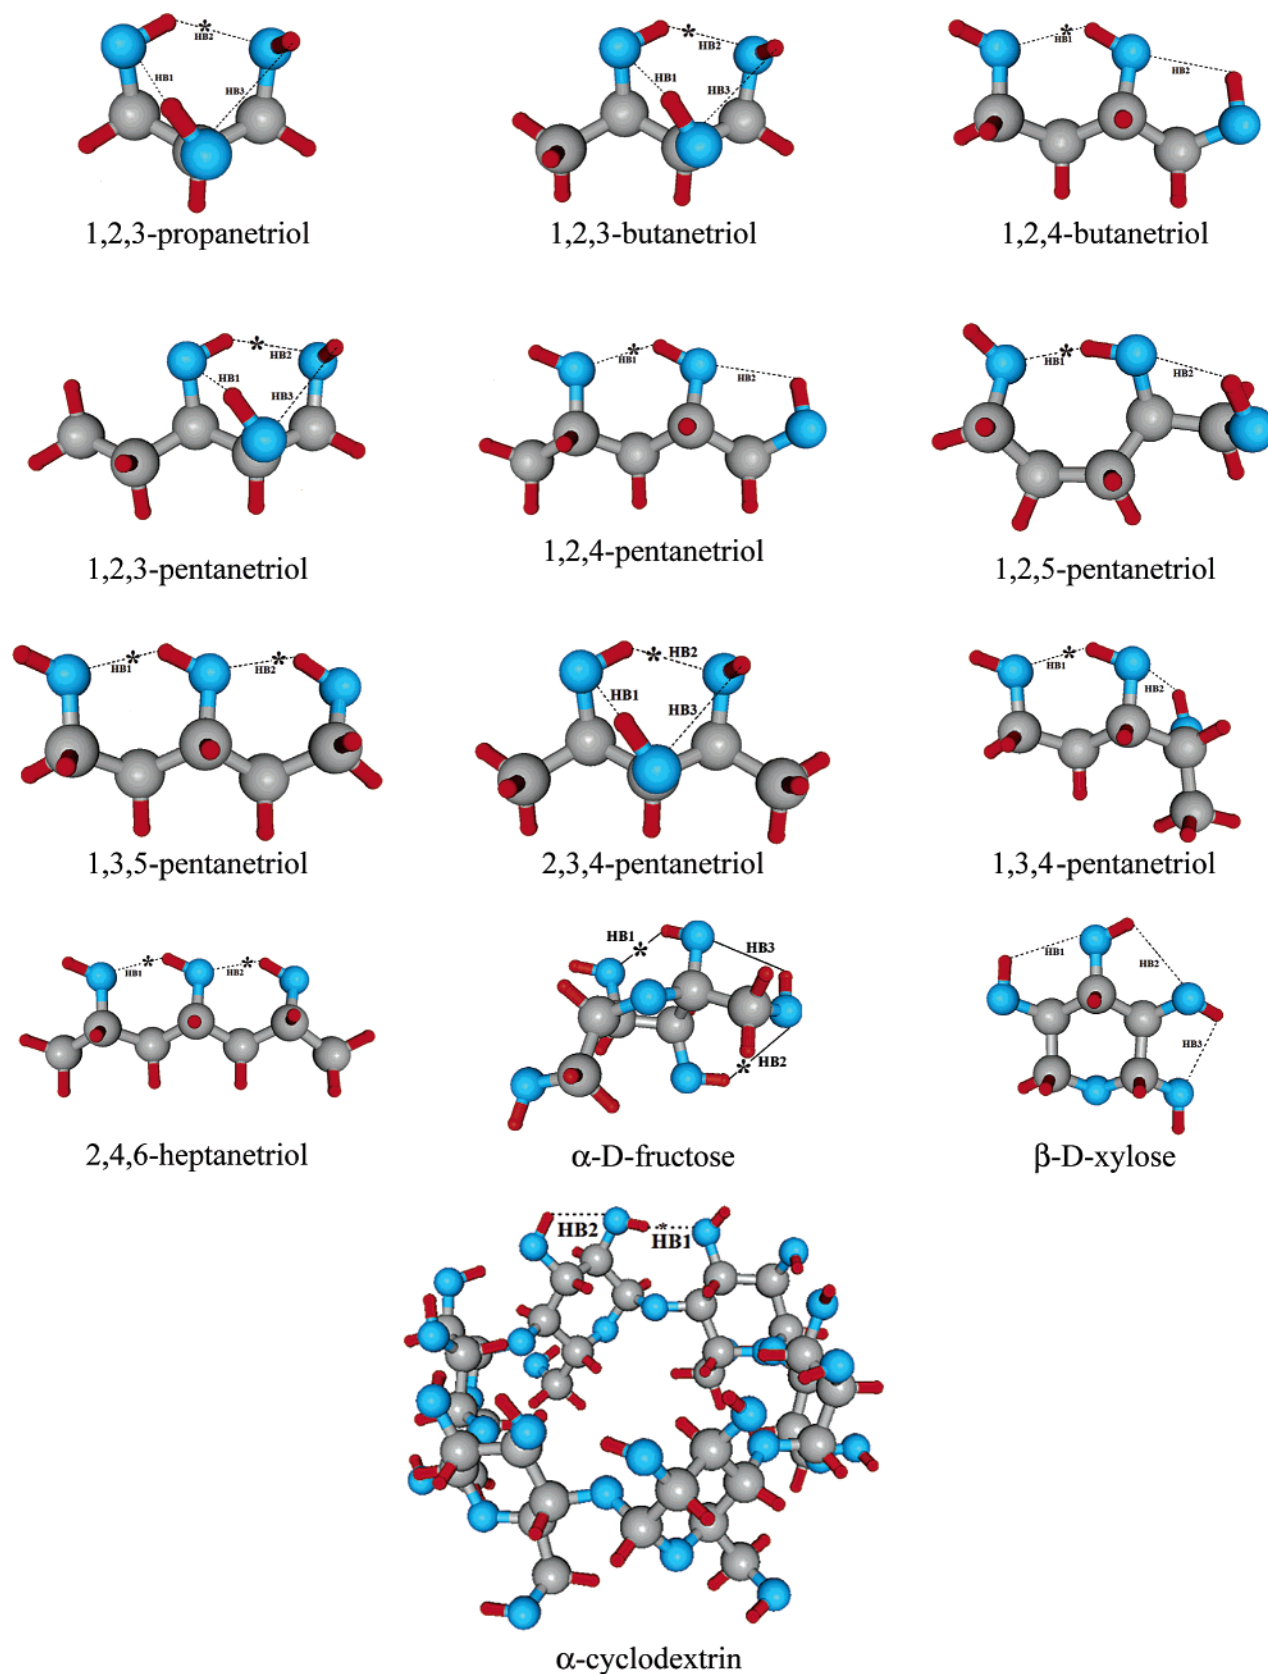 * HB2 HB1 HB3
1,2,3-propanetriol
* HB2 HB1 HB3
1,2,3-butanetriol
* HB1 HB2
1,2,4-butanetriol
* HB2 HB1 HB3
1,2,3-pentanetriol
* HB1 HB2
1,2,4-pentanetriol
* HB1 HB2
1,2,5-pentanetriol
* HB1 * HB2
1,3,5-pentanetriol
* HB2 HB1 HB3
2,3,4-pentanetriol
* HB1 HB2
1,3,4-pentanetriol
* HB1 * HB2
2,4,6-heptanetriol
HB1 * HB3 * HB2
α-D-fructose
HB1 HB2 HB3
β-D-xylose
HB2 * HB1
α-cyclodextrin